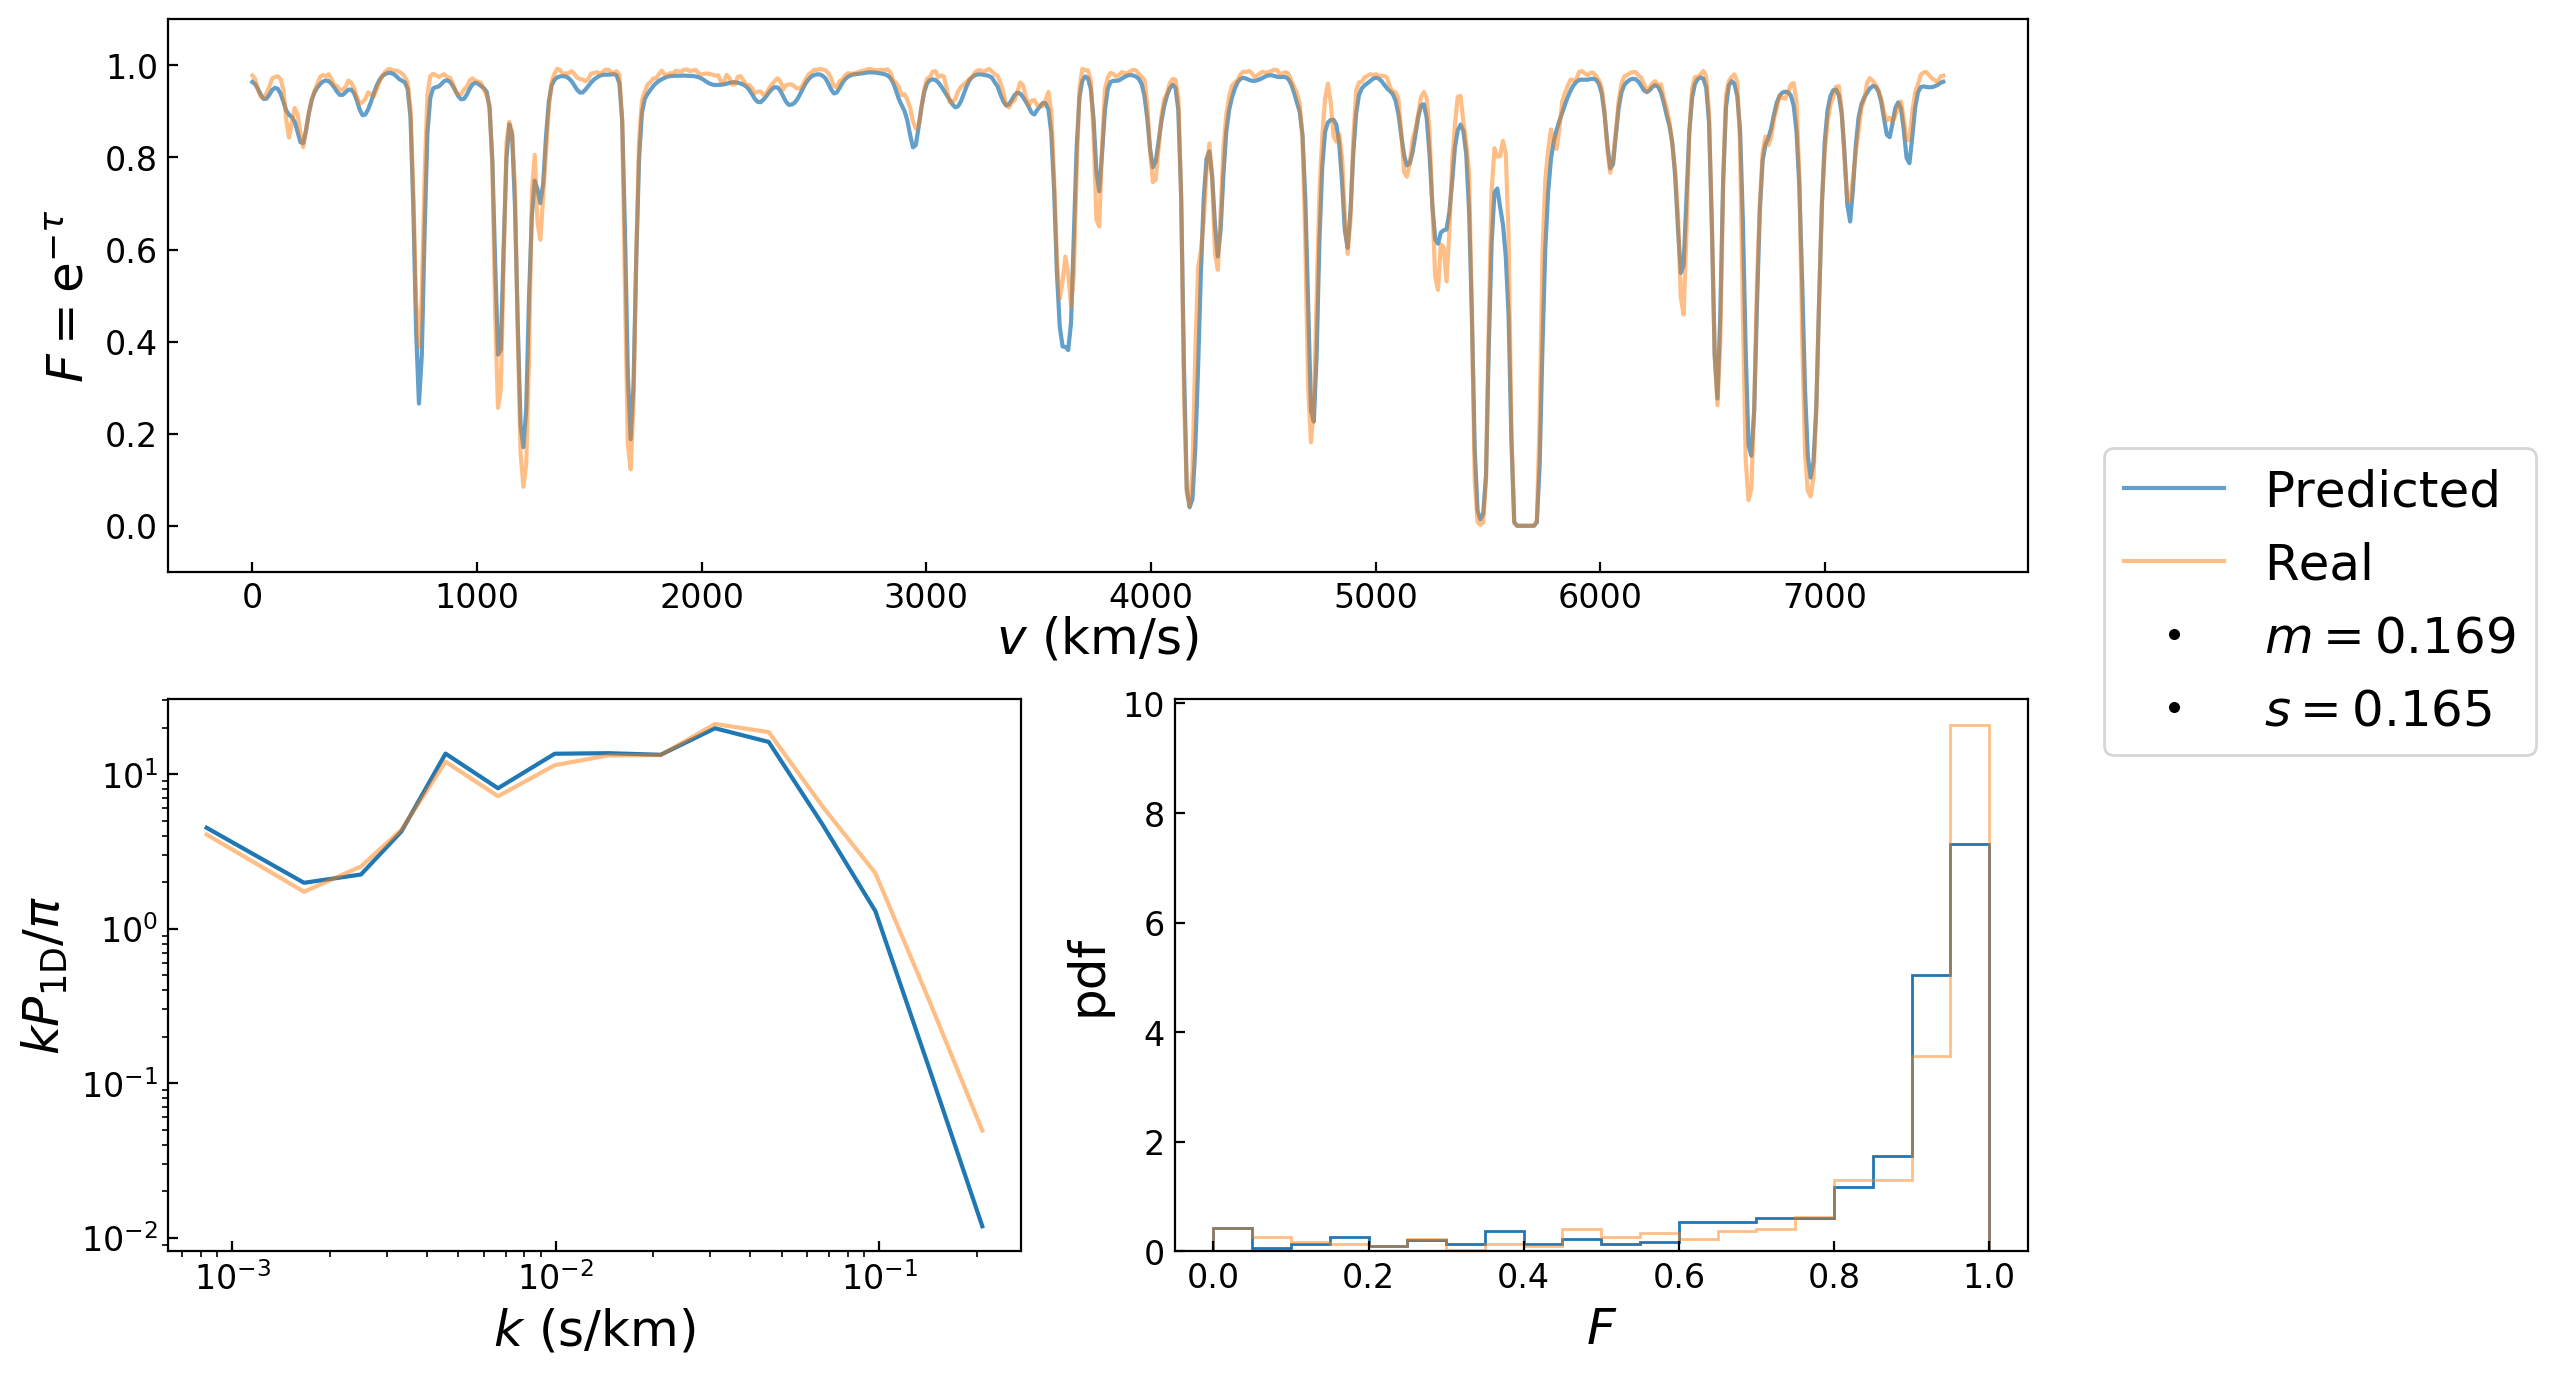 1.0
0.8
0.6
0.4
0.2
0.0
F = e^{-τ}
0 1000 2000 3000 4000 5000 6000 7000
v (km/s)
Predicted
Real
m = 0.169
s = 0.165
10^1
10^0
10^{-1}
10^{-2}
kP_{1D}/π
10^{-3} 10^{-2} 10^{-1}
k (s/km)
10
8
6
4
2
0
pdf
0.0 0.2 0.4 0.6 0.8 1.0
F